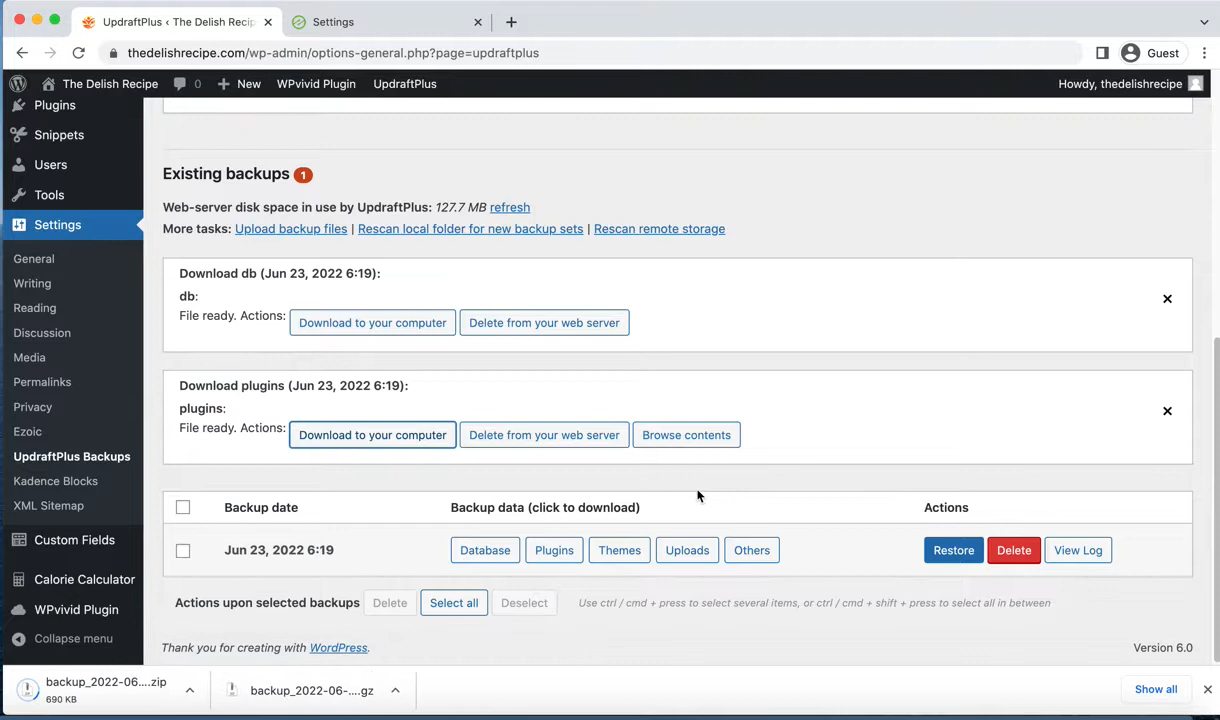 UpdraftPlus ‹ The Delish Recip
Settings
thedelishrecipe.com/wp-admin/options-general.php?page=updraftplus
Guest
The Delish Recipe
0
New
WPvivid Plugin
UpdraftPlus
Howdy, thedelishrecipe
Plugins
Snippets
Users
Tools
Settings
General
Writing
Reading
Discussion
Media
Permalinks
Privacy
Ezoic
UpdraftPlus Backups
Kadence Blocks
XML Sitemap
Custom Fields
Calorie Calculator
WPvivid Plugin
Collapse menu
Existing backups 1
Web-server disk space in use by UpdraftPlus: 127.7 MB refresh
More tasks: Upload backup files | Rescan local folder for new backup sets | Rescan remote storage
Download db (Jun 23, 2022 6:19):
db:
File ready. Actions: Download to your computer Delete from your web server
Download plugins (Jun 23, 2022 6:19):
plugins:
File ready. Actions: Download to your computer Delete from your web server Browse contents
Backup date Backup data (click to download) Actions
Jun 23, 2022 6:19 Database Plugins Themes Uploads Others Restore Delete View Log
Actions upon selected backups Delete Select all Deselect Use ctrl / cmd + press to select several items, or ctrl / cmd + shift + press to select all in between
Thank you for creating with WordPress. Version 6.0
backup_2022-06....zip
690 KB
backup_2022-06-....gz
Show all